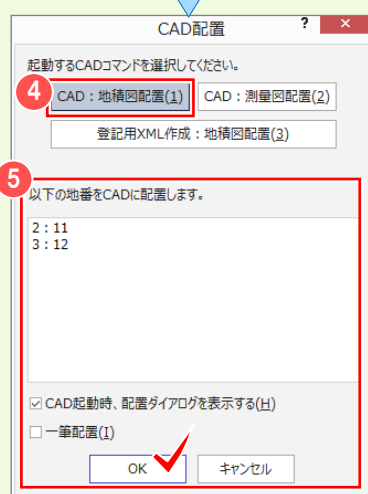 CAD配置 ? ×
起動するCADコマンドを選択してください。
4 CAD：地積図配置(1) CAD：測量図配置(2)
登記用XML作成：地積図配置(3)
5
以下の地番をCADに配置します。
2：11
3：12
CAD起動時、配置ダイアログを表示する(H)
一筆配置(I)
OK キャンセル